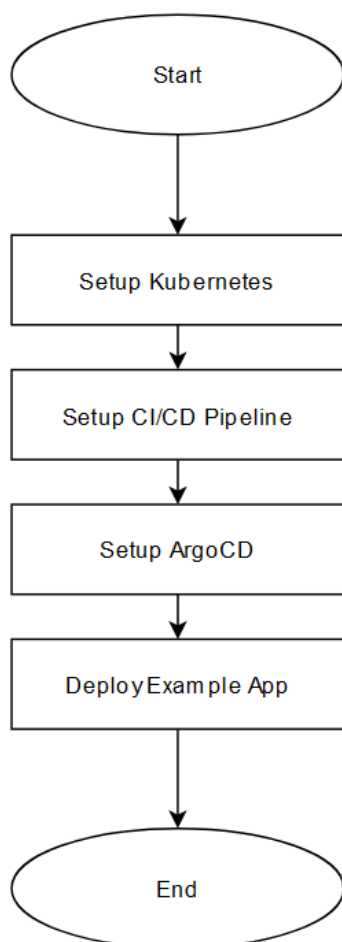 Start
Setup Kubernetes
Setup CI/CD Pipeline
Setup ArgoCD
Deploy Example App
End